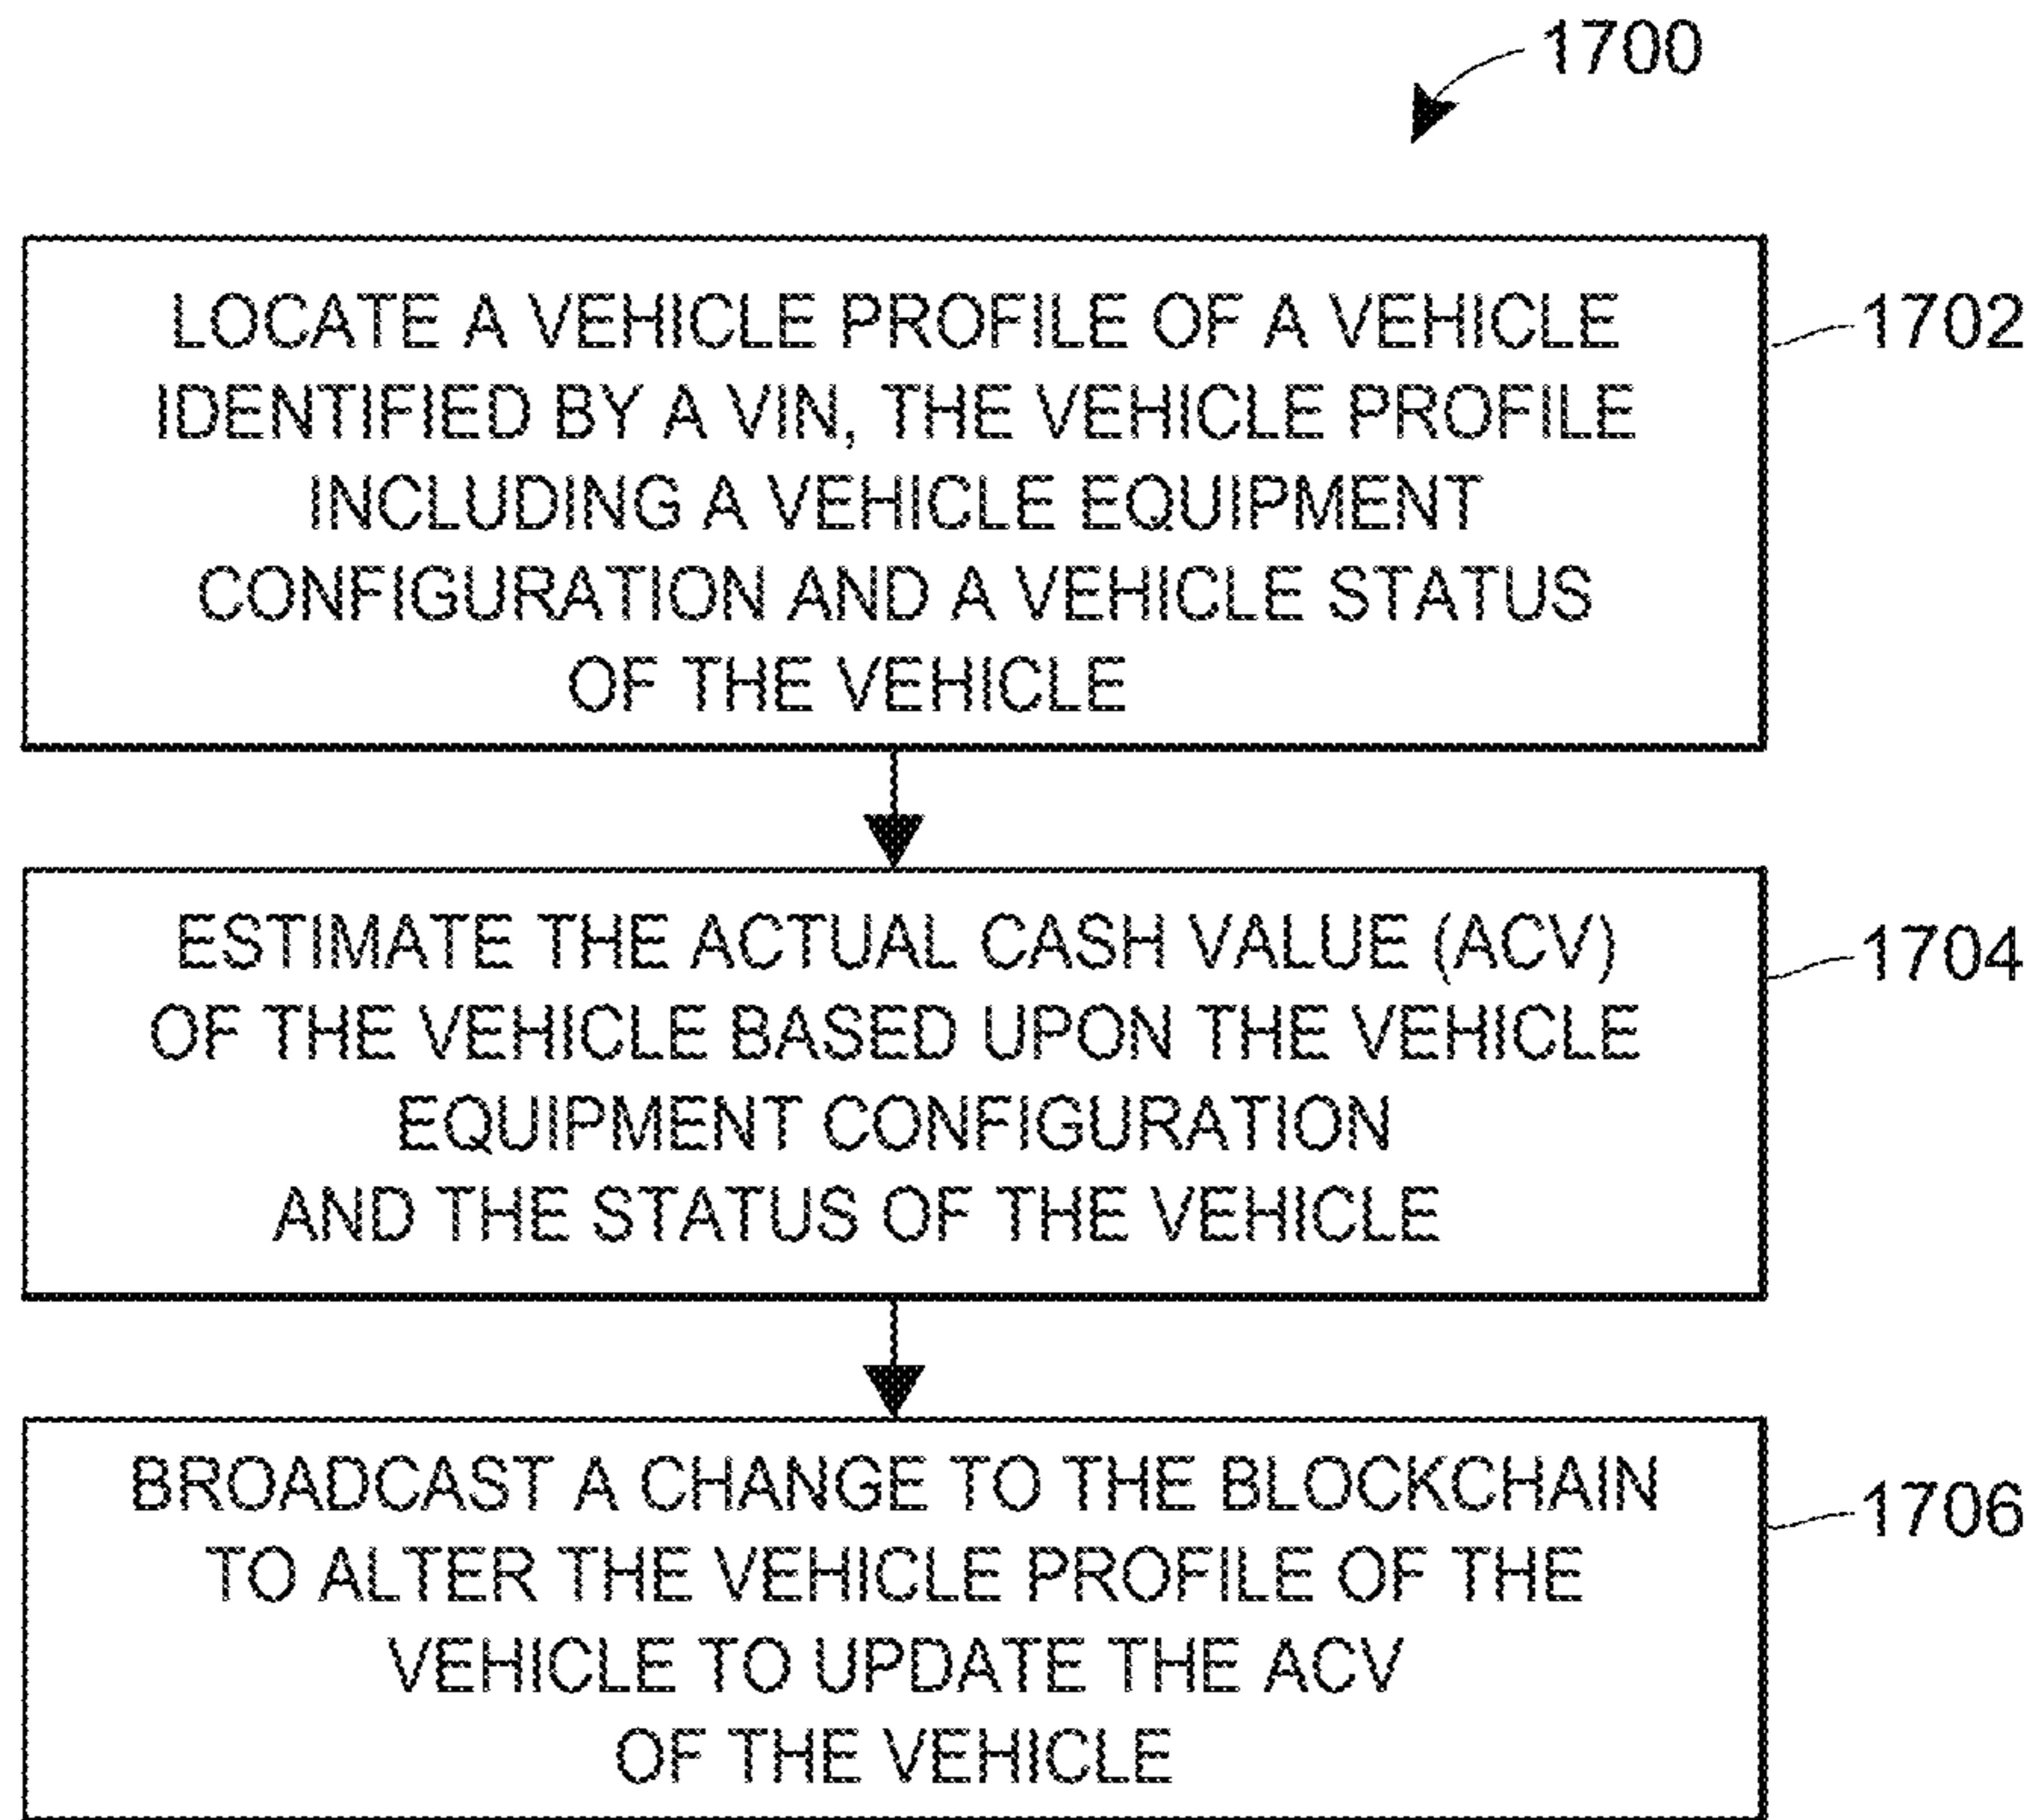 1700
LOCATE A VEHICLE PROFILE OF A VEHICLE
IDENTIFIED BY A VIN, THE VEHICLE PROFILE
INCLUDING A VEHICLE EQUIPMENT
CONFIGURATION AND A VEHICLE STATUS
OF THE VEHICLE
1702
ESTIMATE THE ACTUAL CASH VALUE (ACV)
OF THE VEHICLE BASED UPON THE VEHICLE
EQUIPMENT CONFIGURATION
AND THE STATUS OF THE VEHICLE
1704
BROADCAST A CHANGE TO THE BLOCKCHAIN
TO ALTER THE VEHICLE PROFILE OF THE
VEHICLE TO UPDATE THE ACV
OF THE VEHICLE
1706